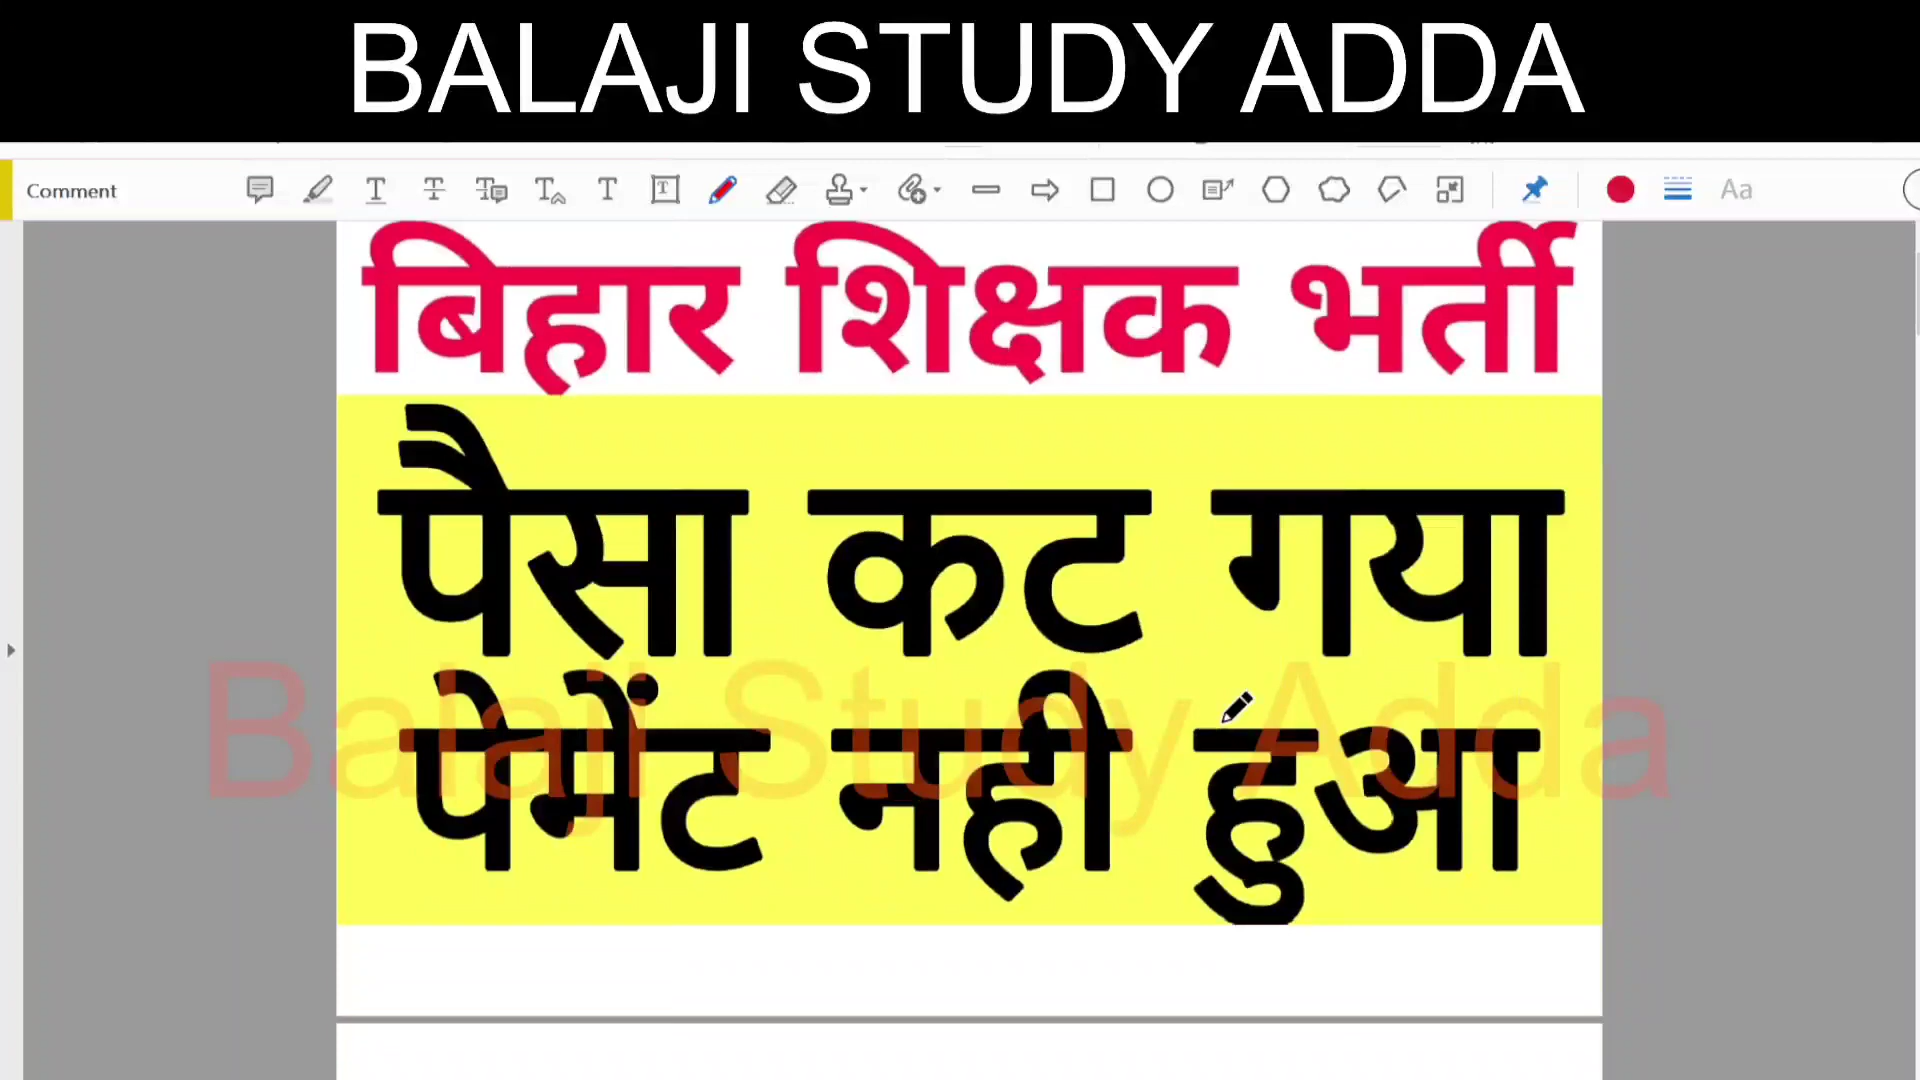 BALAJI STUDY ADDA
Comment
Aa
बिहार शिक्षक भर्ती
पैसा कट गया
पेमेंट नही हुआ
Balaji Study Adda